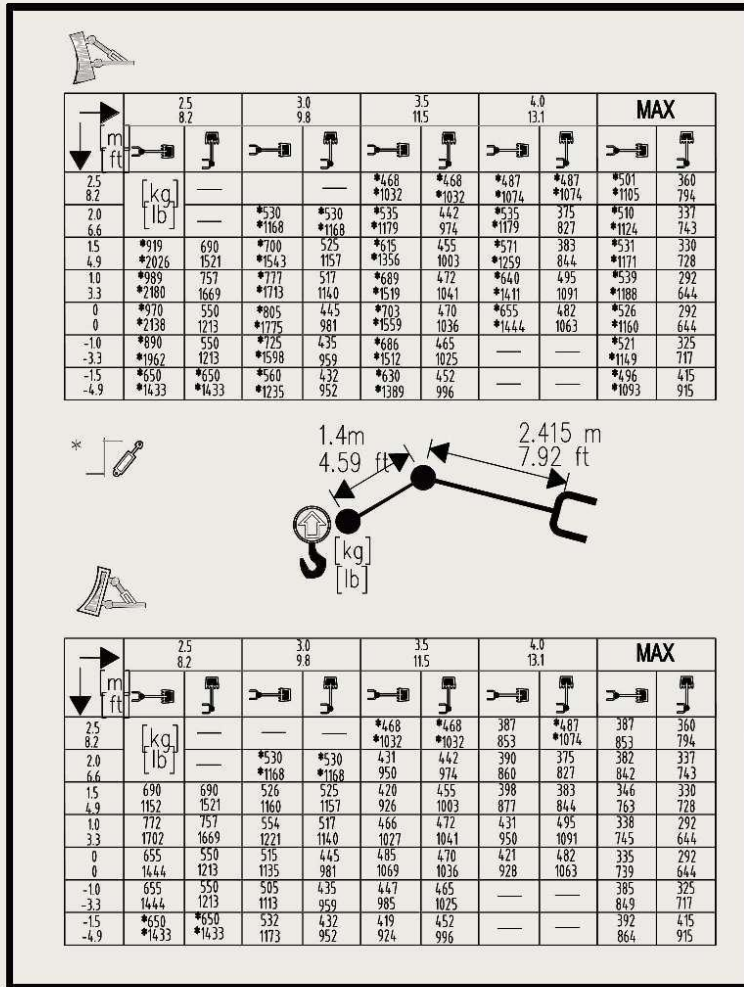 2.5 3.0 3.5 4.0 MAX
8.2 9.8 11.5 13.1
[m
[ft]
2.5 [kg] — — *468 *468 *487 *487 *501 360
8.2 [lb] *1032 *1032 *1074 *1074 *1105 794
2.0 — *530 *530 *535 442 *535 375 *510 337
6.6 *1168 *1168 *1179 974 *1179 827 *1124 743
1.5 *919 690 *700 525 *615 455 *571 383 *531 330
4.9 *2026 1521 *1543 1157 *1356 1003 *1259 844 *1171 728
1.0 *989 757 *777 517 *689 472 *640 495 *539 292
3.3 *2180 1669 *1713 1140 *1519 1041 *1411 1091 *1188 644
0 *970 550 *805 445 *703 470 *655 482 *526 292
0 *2138 1213 *1775 981 *1559 1036 *1444 1063 *1160 644
-1.0 *890 550 *725 435 *686 465 — — *521 325
-3.3 *1962 1213 *1598 959 *1512 1025 *1149 717
-1.5 *650 *650 *560 432 *630 452 — — *496 415
-4.9 *1433 *1433 *1235 952 *1389 996 *1093 915
*
1.4m 2.415 m
4.59 ft 7.92 ft
[kg]
[lb]
2.5 3.0 3.5 4.0 MAX
8.2 9.8 11.5 13.1
[m
[ft]
2.5 [kg] — — — *468 *468 387 *487 387 360
8.2 [lb] *1032 *1032 853 *1074 853 794
2.0 — *530 *530 431 442 390 375 382 337
6.6 *1168 *1168 950 974 860 827 842 743
1.5 690 690 526 525 420 455 398 383 346 330
4.9 1152 1521 1160 1157 926 1003 877 844 763 728
1.0 772 757 554 517 466 472 431 495 338 292
3.3 1702 1669 1221 1140 1027 1041 950 1091 745 644
0 655 550 515 445 485 470 421 482 335 292
0 1444 1213 1135 981 1069 1036 928 1063 739 644
-1.0 655 550 505 435 447 465 — — 385 325
-3.3 1444 1213 1113 959 985 1025 849 717
-1.5 *650 *650 532 432 419 452 — — 392 415
-4.9 *1433 *1433 1173 952 924 996 864 915